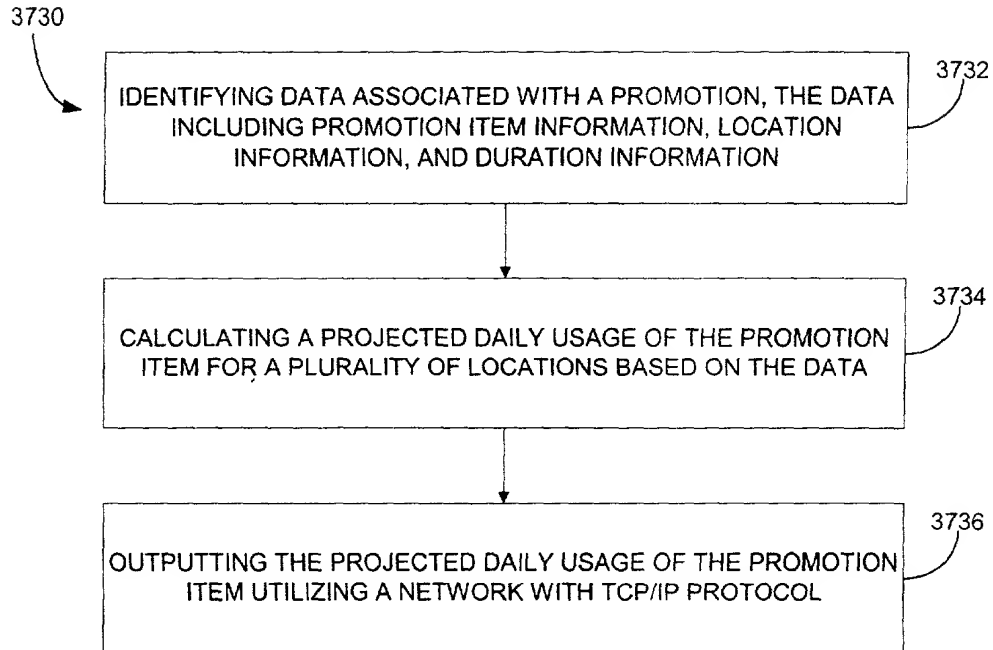 3730
3732
IDENTIFYING DATA ASSOCIATED WITH A PROMOTION, THE DATA
INCLUDING PROMOTION ITEM INFORMATION, LOCATION
INFORMATION, AND DURATION INFORMATION
3734
CALCULATING A PROJECTED DAILY USAGE OF THE PROMOTION
ITEM FOR A PLURALITY OF LOCATIONS BASED ON THE DATA
3736
OUTPUTTING THE PROJECTED DAILY USAGE OF THE PROMOTION
ITEM UTILIZING A NETWORK WITH TCP/IP PROTOCOL